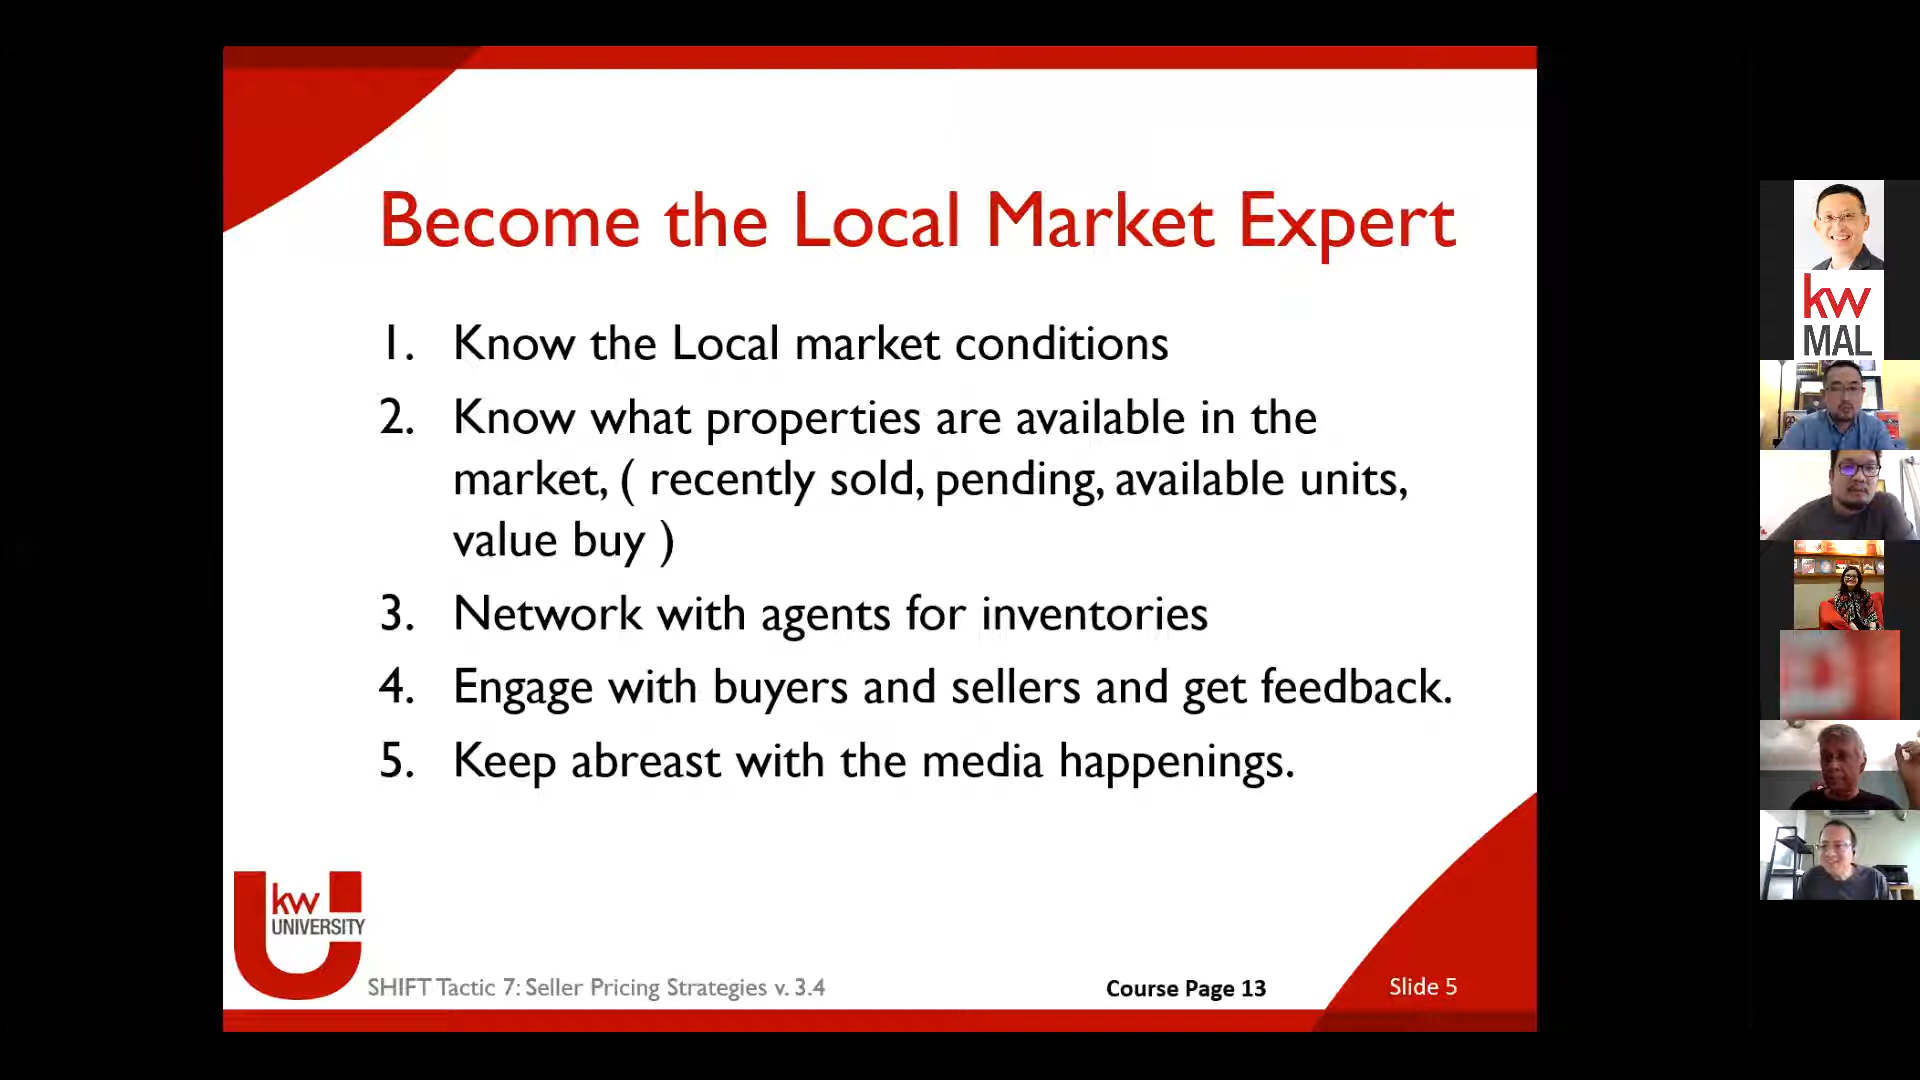 Become the Local Market Expert
1. Know the Local market conditions
2. Know what properties are available in the
market, ( recently sold, pending, available units,
value buy )
3. Network with agents for inventories
4. Engage with buyers and sellers and get feedback.
5. Keep abreast with the media happenings.
kw
UNIVERSITY
SHIFT Tactic 7: Seller Pricing Strategies v. 3.4
Course Page 13
Slide 5
kw
MAL